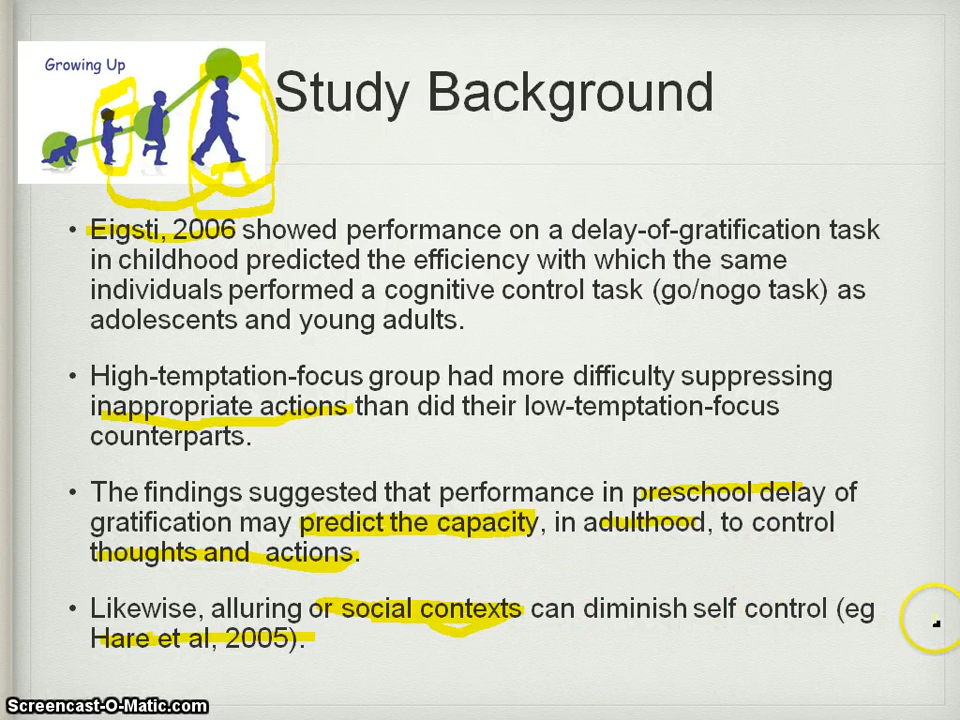 Growing Up
Study Background
• Eigsti, 2006 showed performance on a delay-of-gratification task
in childhood predicted the efficiency with which the same
individuals performed a cognitive control task (go/nogo task) as
adolescents and young adults.
• High-temptation-focus group had more difficulty suppressing
inappropriate actions than did their low-temptation-focus
counterparts.
• The findings suggested that performance in preschool delay of
gratification may predict the capacity, in adulthood, to control
thoughts and actions.
• Likewise, alluring or social contexts can diminish self control (eg
Hare et al, 2005).
Screencast-O-Matic.com